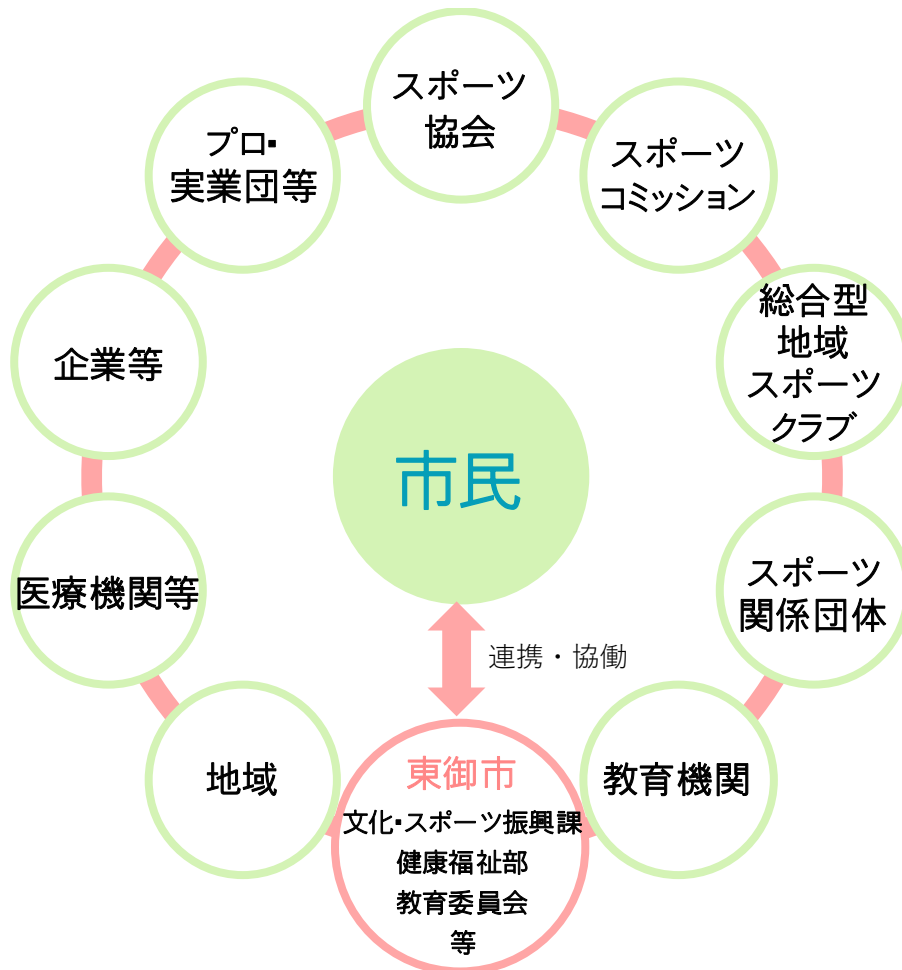 スポーツ
協会
プロ・
実業団等
スポーツ
コミッション
企業等
総合型
地域
スポーツ
クラブ
市民
医療機関等
スポーツ
関係団体
連携・協働
地域
東御市
文化・スポーツ振興課
健康福祉部
教育委員会
等
教育機関